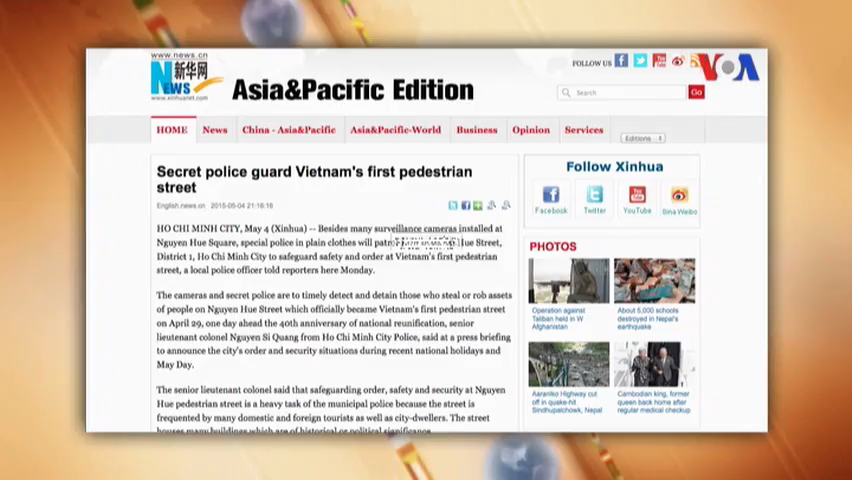 www.news.cn
新华网
NEWS
www.xinhuanet.com
Asia&Pacific Edition
FOLLOW US
VOA
Search
Go
HOME
News
China - Asia&Pacific
Asia&Pacific-World
Business
Opinion
Services
Editions
Secret police guard Vietnam's first pedestrian
street
English.news.cn 2015-05-04 21:16:16
HO CHI MINH CITY, May 4 (Xinhua) -- Besides many surveillance cameras installed at
Nguyen Hue Square, special police in plain clothes will patrol Hue Street,
District 1, Ho Chi Minh City to safeguard safety and order at Vietnam's first pedestrian
street, a local police officer told reporters here Monday.
The cameras and secret police are to timely detect and detain those who steal or rob assets
of people on Nguyen Hue Street which officially became Vietnam's first pedestrian street
on April 29, one day ahead the 40th anniversary of national reunification, senior
lieutenant colonel Nguyen Si Quang from Ho Chi Minh City Police, said at a press briefing
to announce the city's order and security situations during recent national holidays and
May Day.
The senior lieutenant colonel said that safeguarding order, safety and security at Nguyen
Hue pedestrian street is a heavy task of the municipal police because the street is
frequented by many domestic and foreign tourists as well as city-dwellers. The street
houses many buildings which are of historical or political significance.
Follow Xinhua
Facebook
Twitter
YouTube
Sina Weibo
PHOTOS
Operation against
Taliban held in W
Afghanistan
About 5,000 schools
destroyed in Nepal's
earthquake
Aaraniko Highway cut
off in quake-hit
Sindhupalchowk, Nepal
Cambodian king, former
queen back home after
regular medical checkup